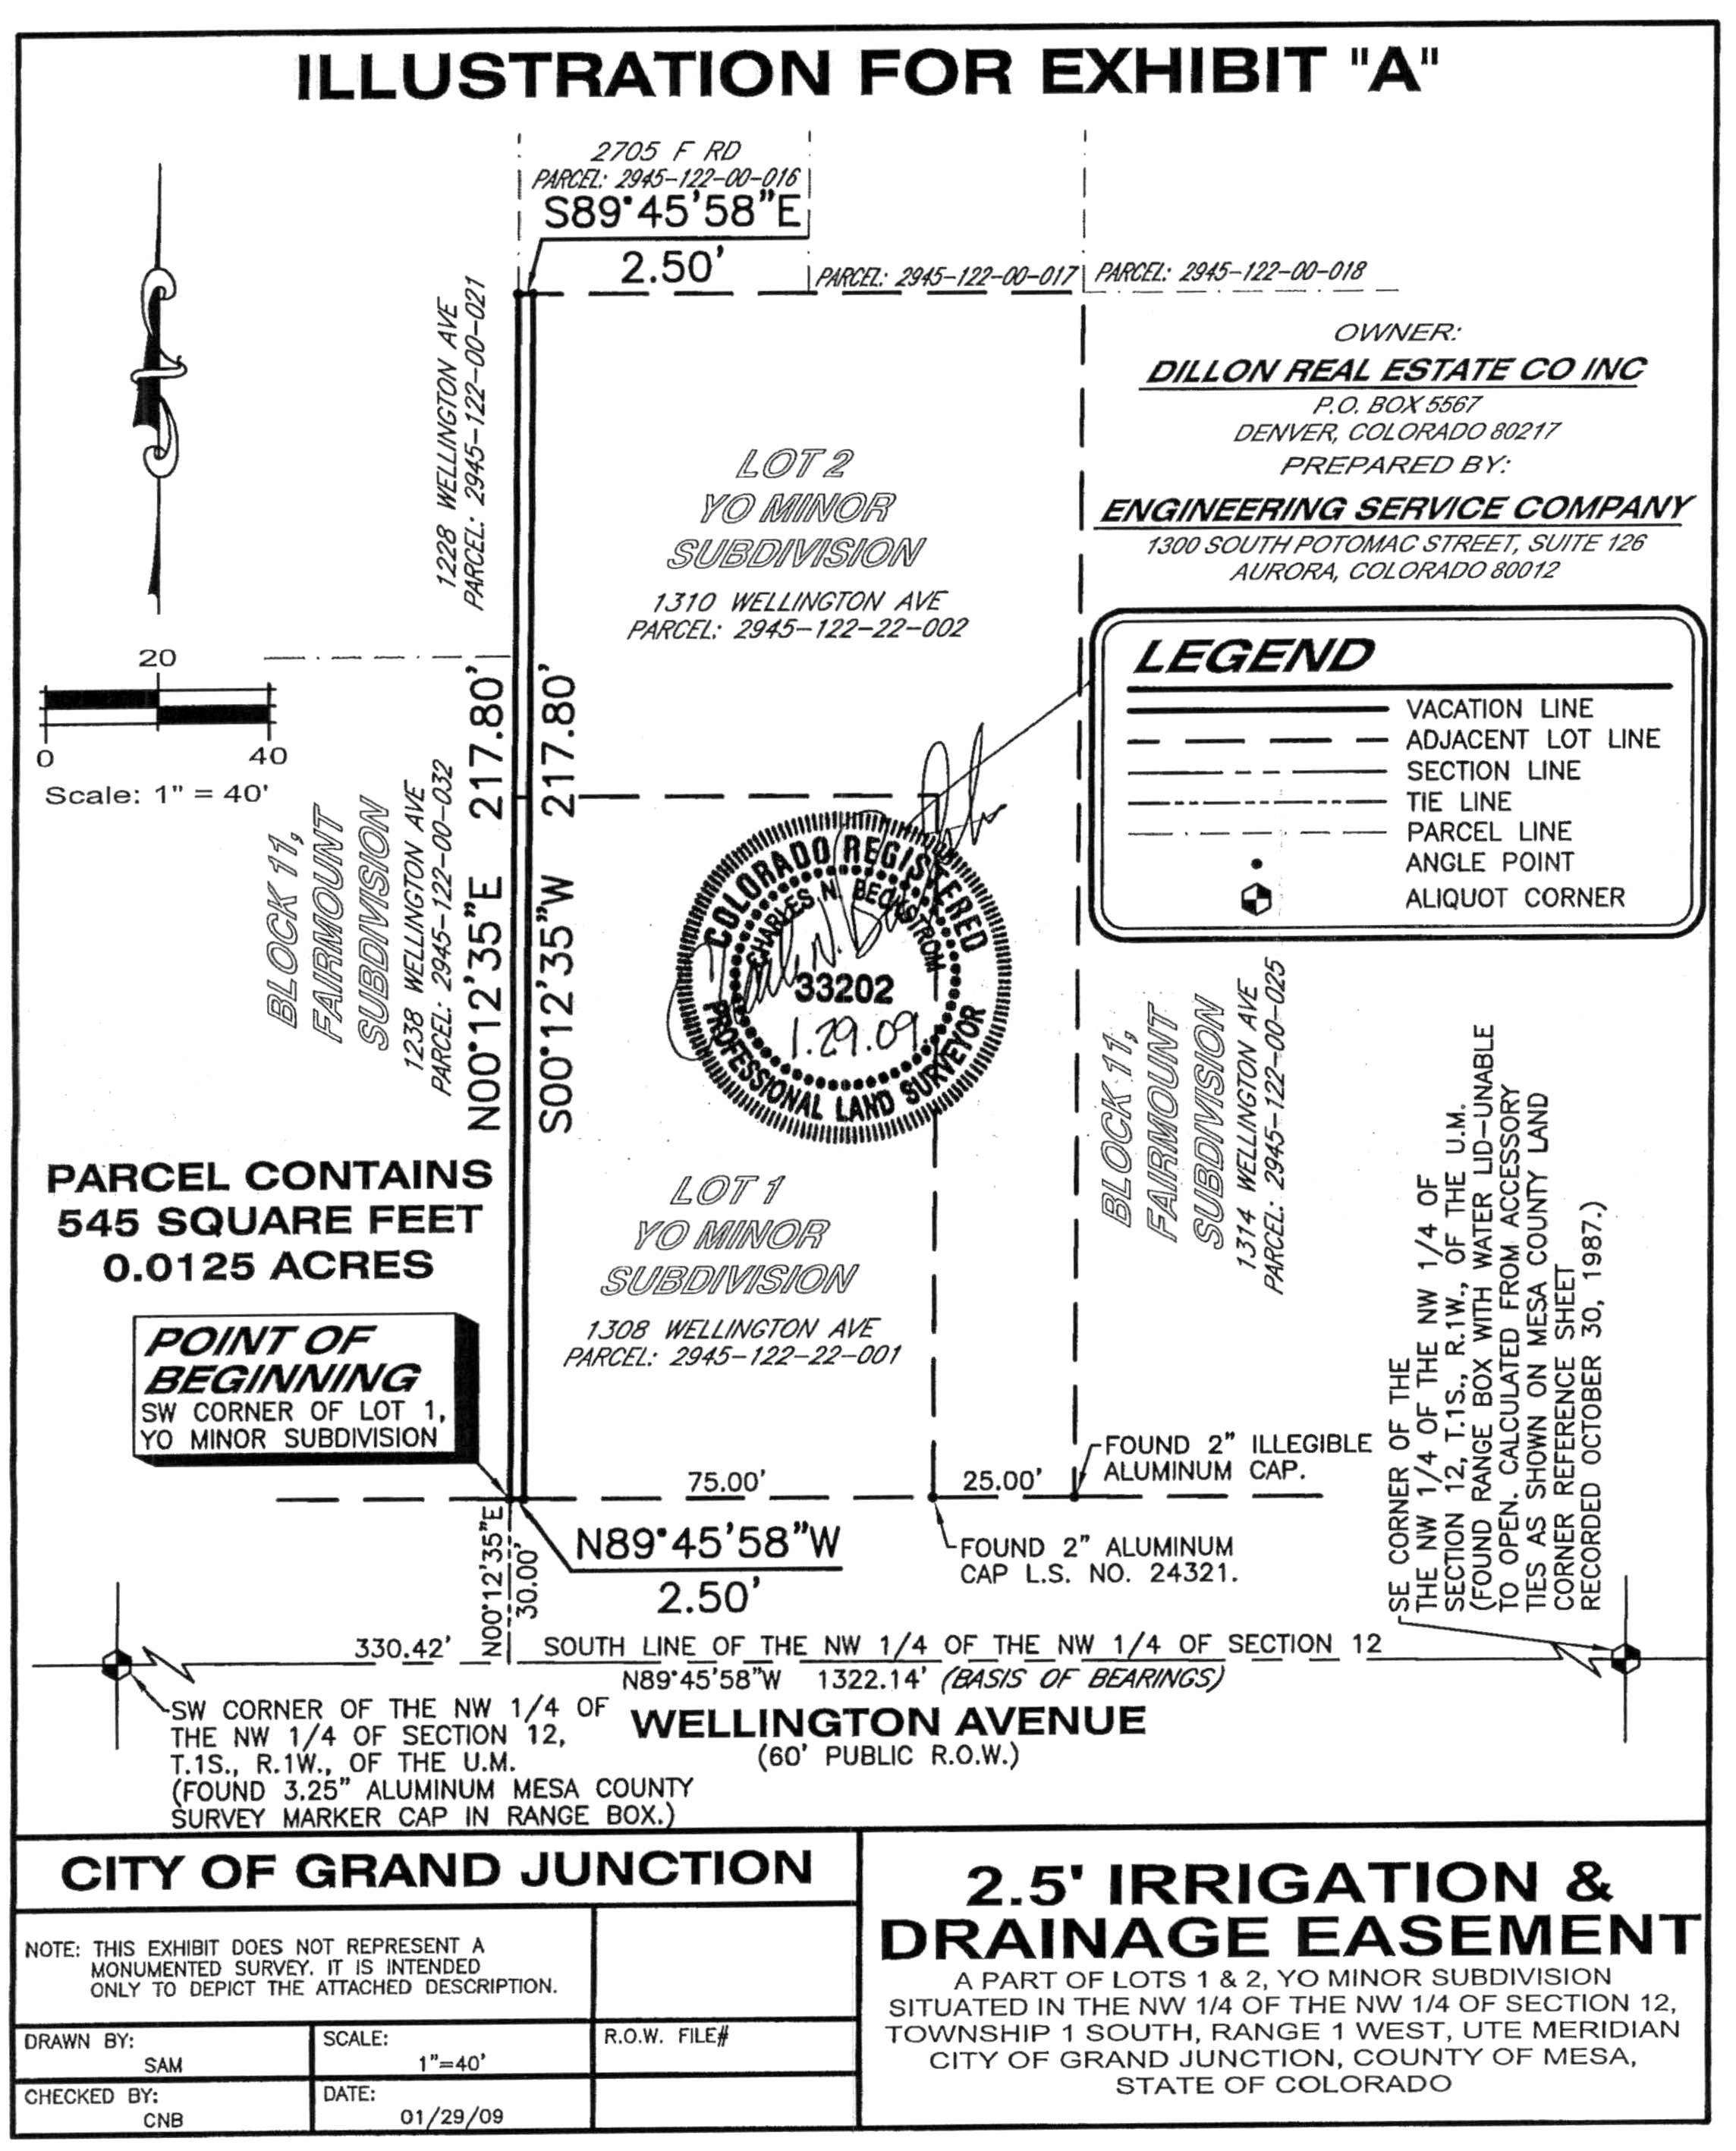 ILLUSTRATION FOR EXHIBIT "A"
2705 F RD
PARCEL: 2945-122-00-016
S89°45'58"E
2.50'
PARCEL: 2945-122-00-017
PARCEL: 2945-122-00-018
1228 WELLINGTON AVE
PARCEL: 2945-122-00-021
OWNER:
DILLON REAL ESTATE CO INC
P.O. BOX 5567
DENVER, COLORADO 80217
PREPARED BY:
ENGINEERING SERVICE COMPANY
1300 SOUTH POTOMAC STREET, SUITE 126
AURORA, COLORADO 80012
LOT 2
YO MINOR
SUBDIVISION
1310 WELLINGTON AVE
PARCEL: 2945-122-22-002
20
0
40
Scale: 1" = 40'
LEGEND
VACATION LINE
ADJACENT LOT LINE
SECTION LINE
TIE LINE
PARCEL LINE
ANGLE POINT
ALIQUOT CORNER
BLOCK 11,
FAIRMOUNT
SUBDIVISION
1238 WELLINGTON AVE
PARCEL: 2945-122-00-032
N00°12'35"E 217.80'
S00°12'35"W 217.80'
COLORADO REGISTERED
CHARLES N. BECKSTROM
33202
1.29.09
PROFESSIONAL LAND SURVEYOR
BLOCK 11,
FAIRMOUNT
SUBDIVISION
1314 WELLINGTON AVE
PARCEL: 2945-122-00-025
PARCEL CONTAINS
545 SQUARE FEET
0.0125 ACRES
LOT 1
YO MINOR
SUBDIVISION
1308 WELLINGTON AVE
PARCEL: 2945-122-22-001
POINT OF
BEGINNING
SW CORNER OF LOT 1,
YO MINOR SUBDIVISION
75.00'
25.00'
FOUND 2" ILLEGIBLE
ALUMINUM CAP.
FOUND 2" ALUMINUM
CAP L.S. NO. 24321.
N89°45'58"W
2.50'
N00°12'35"E
30.00'
SE CORNER OF THE
THE NW 1/4 OF THE NW 1/4 OF
SECTION 12, T.1S., R.1W., OF THE U.M.
(FOUND RANGE BOX WITH WATER LID-UNABLE
TO OPEN. CALCULATED FROM ACCESSORY
TIES AS SHOWN ON MESA COUNTY LAND
CORNER REFERENCE SHEET
RECORDED OCTOBER 30, 1987.)
330.42'
SOUTH LINE OF THE NW 1/4 OF THE NW 1/4 OF SECTION 12
N89°45'58"W 1322.14' (BASIS OF BEARINGS)
WELLINGTON AVENUE
(60' PUBLIC R.O.W.)
SW CORNER OF THE NW 1/4 OF
THE NW 1/4 OF SECTION 12,
T.1S., R.1W., OF THE U.M.
(FOUND 3.25" ALUMINUM MESA COUNTY
SURVEY MARKER CAP IN RANGE BOX.)
CITY OF GRAND JUNCTION
NOTE: THIS EXHIBIT DOES NOT REPRESENT A
MONUMENTED SURVEY. IT IS INTENDED
ONLY TO DEPICT THE ATTACHED DESCRIPTION.
DRAWN BY:
SAM
SCALE:
1"=40'
R.O.W. FILE#
CHECKED BY:
CNB
DATE:
01/29/09
2.5' IRRIGATION &
DRAINAGE EASEMENT
A PART OF LOTS 1 & 2, YO MINOR SUBDIVISION
SITUATED IN THE NW 1/4 OF THE NW 1/4 OF SECTION 12,
TOWNSHIP 1 SOUTH, RANGE 1 WEST, UTE MERIDIAN
CITY OF GRAND JUNCTION, COUNTY OF MESA,
STATE OF COLORADO